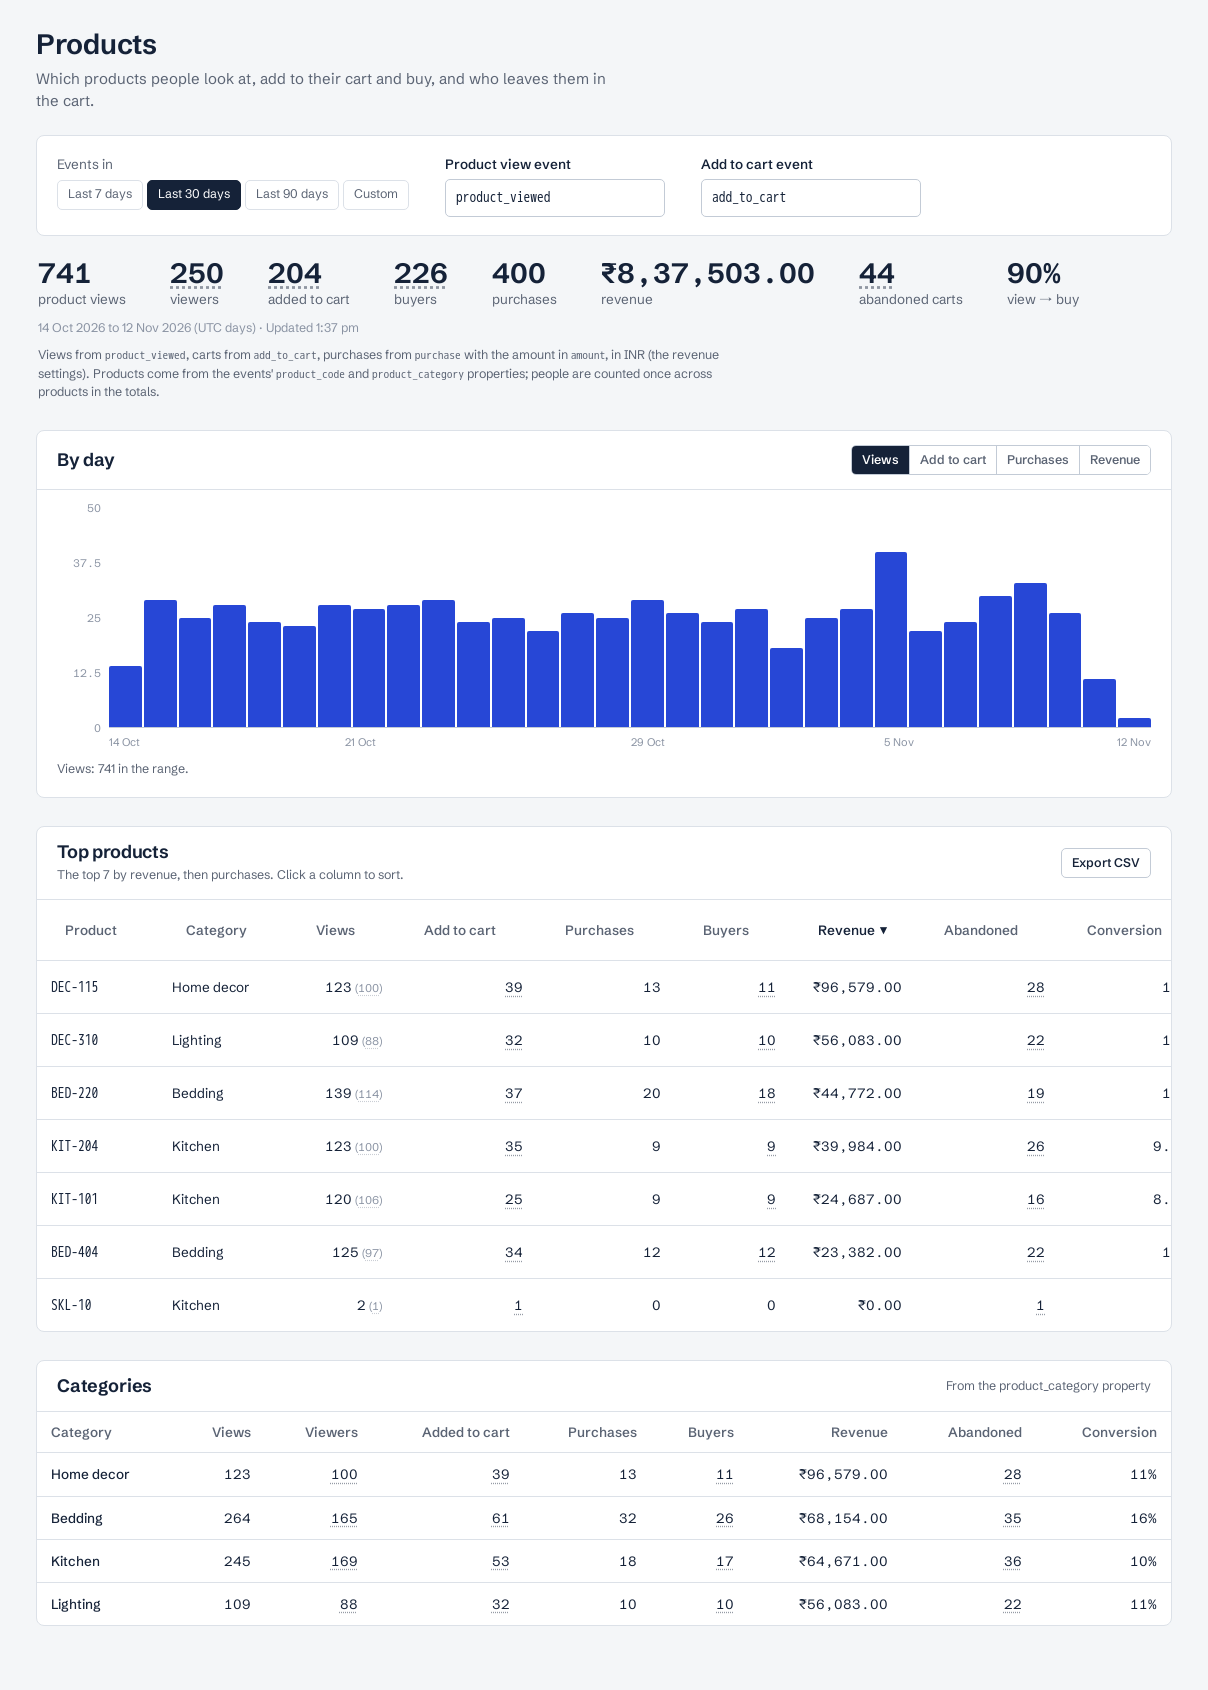 Products
Which products people look at, add to their cart and buy, and who leaves them in
the cart.
Events in
Last 7 days Last 30 days Last 90 days Custom
Product view event
product_viewed
Add to cart event
add_to_cart
741 250 204 226 400 ₹8,37,503.00 44 90%
product views viewers added to cart buyers purchases revenue abandoned carts view → buy
14 Oct 2026 to 12 Nov 2026 (UTC days) · Updated 1:37 pm
Views from product_viewed, carts from add_to_cart, purchases from purchase with the amount in amount, in INR (the revenue
settings). Products come from the events' product_code and product_category properties; people are counted once across
products in the totals.
By day
Views Add to cart Purchases Revenue
50
37.5
25
12.5
0
14 Oct 21 Oct 29 Oct 5 Nov 12 Nov
Views: 741 in the range.
Top products
The top 7 by revenue, then purchases. Click a column to sort.
Export CSV
Product Category Views Add to cart Purchases Buyers Revenue ▼ Abandoned Conversion
DEC-115 Home decor 123 (100) 39 13 11 ₹96,579.00 28 1
DEC-310 Lighting 109 (88) 32 10 10 ₹56,083.00 22 1
BED-220 Bedding 139 (114) 37 20 18 ₹44,772.00 19 1
KIT-204 Kitchen 123 (100) 35 9 9 ₹39,984.00 26 9.
KIT-101 Kitchen 120 (106) 25 9 9 ₹24,687.00 16 8.
BED-404 Bedding 125 (97) 34 12 12 ₹23,382.00 22 1
SKL-10 Kitchen 2 (1) 1 0 0 ₹0.00 1
Categories
From the product_category property
Category Views Viewers Added to cart Purchases Buyers Revenue Abandoned Conversion
Home decor 123 100 39 13 11 ₹96,579.00 28 11%
Bedding 264 165 61 32 26 ₹68,154.00 35 16%
Kitchen 245 169 53 18 17 ₹64,671.00 36 10%
Lighting 109 88 32 10 10 ₹56,083.00 22 11%